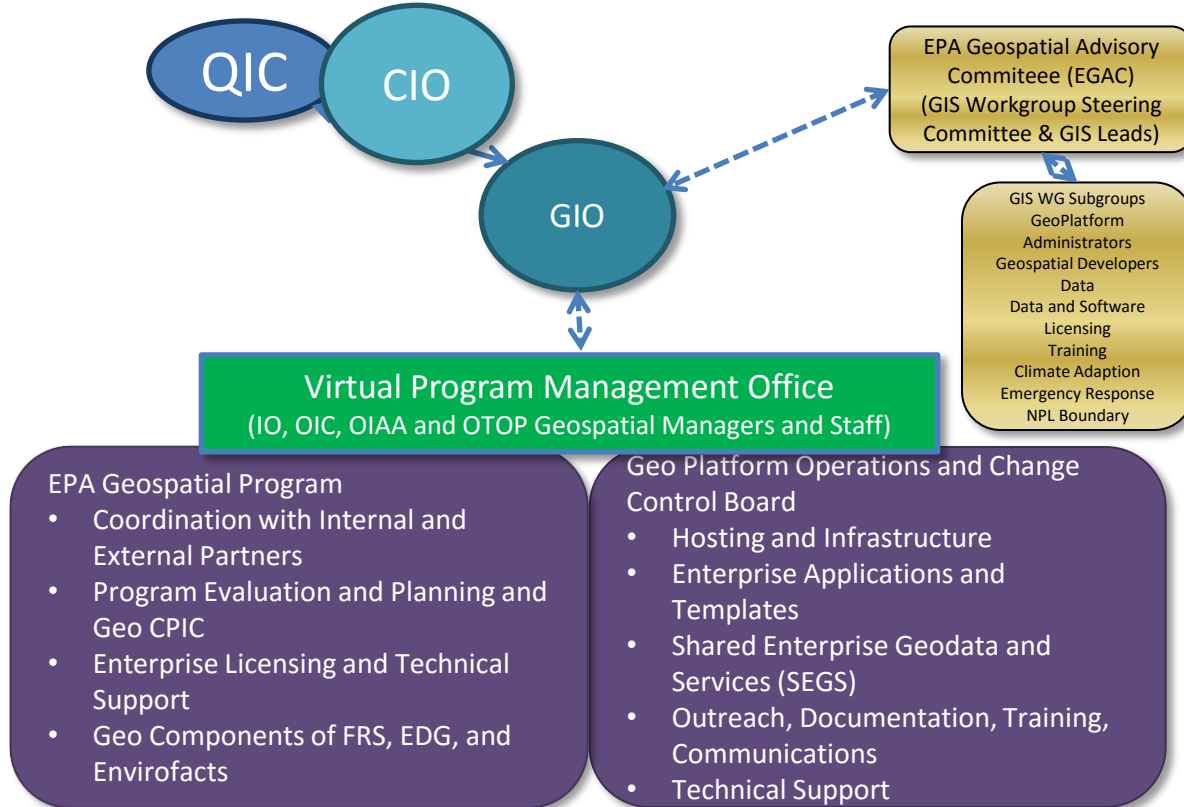 QIC
CIO
GIO
EPA Geospatial Advisory
Commiteee (EGAC)
(GIS Workgroup Steering
Committee & GIS Leads)
GIS WG Subgroups
GeoPlatform
Administrators
Geospatial Developers
Data
Data and Software
Licensing
Training
Climate Adaption
Emergency Response
NPL Boundary
Virtual Program Management Office
(IO, OIC, OIAA and OTOP Geospatial Managers and Staff)
EPA Geospatial Program
• Coordination with Internal and
External Partners
• Program Evaluation and Planning and
Geo CPIC
• Enterprise Licensing and Technical
Support
• Geo Components of FRS, EDG, and
Envirofacts
Geo Platform Operations and Change
Control Board
• Hosting and Infrastructure
• Enterprise Applications and
Templates
• Shared Enterprise Geodata and
Services (SEGS)
• Outreach, Documentation, Training,
Communications
• Technical Support